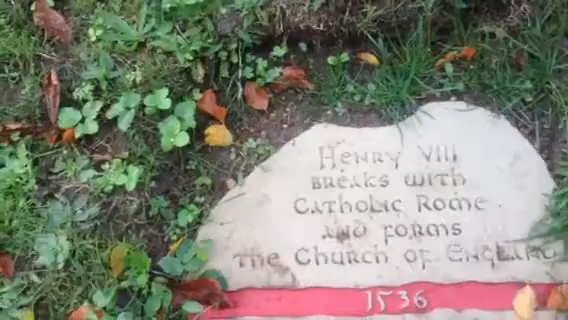 HENRY VIII
BREAKS WITH
CATHOLIC ROME
AND FORMS
THE CHURCH OF ENGLAND
1536